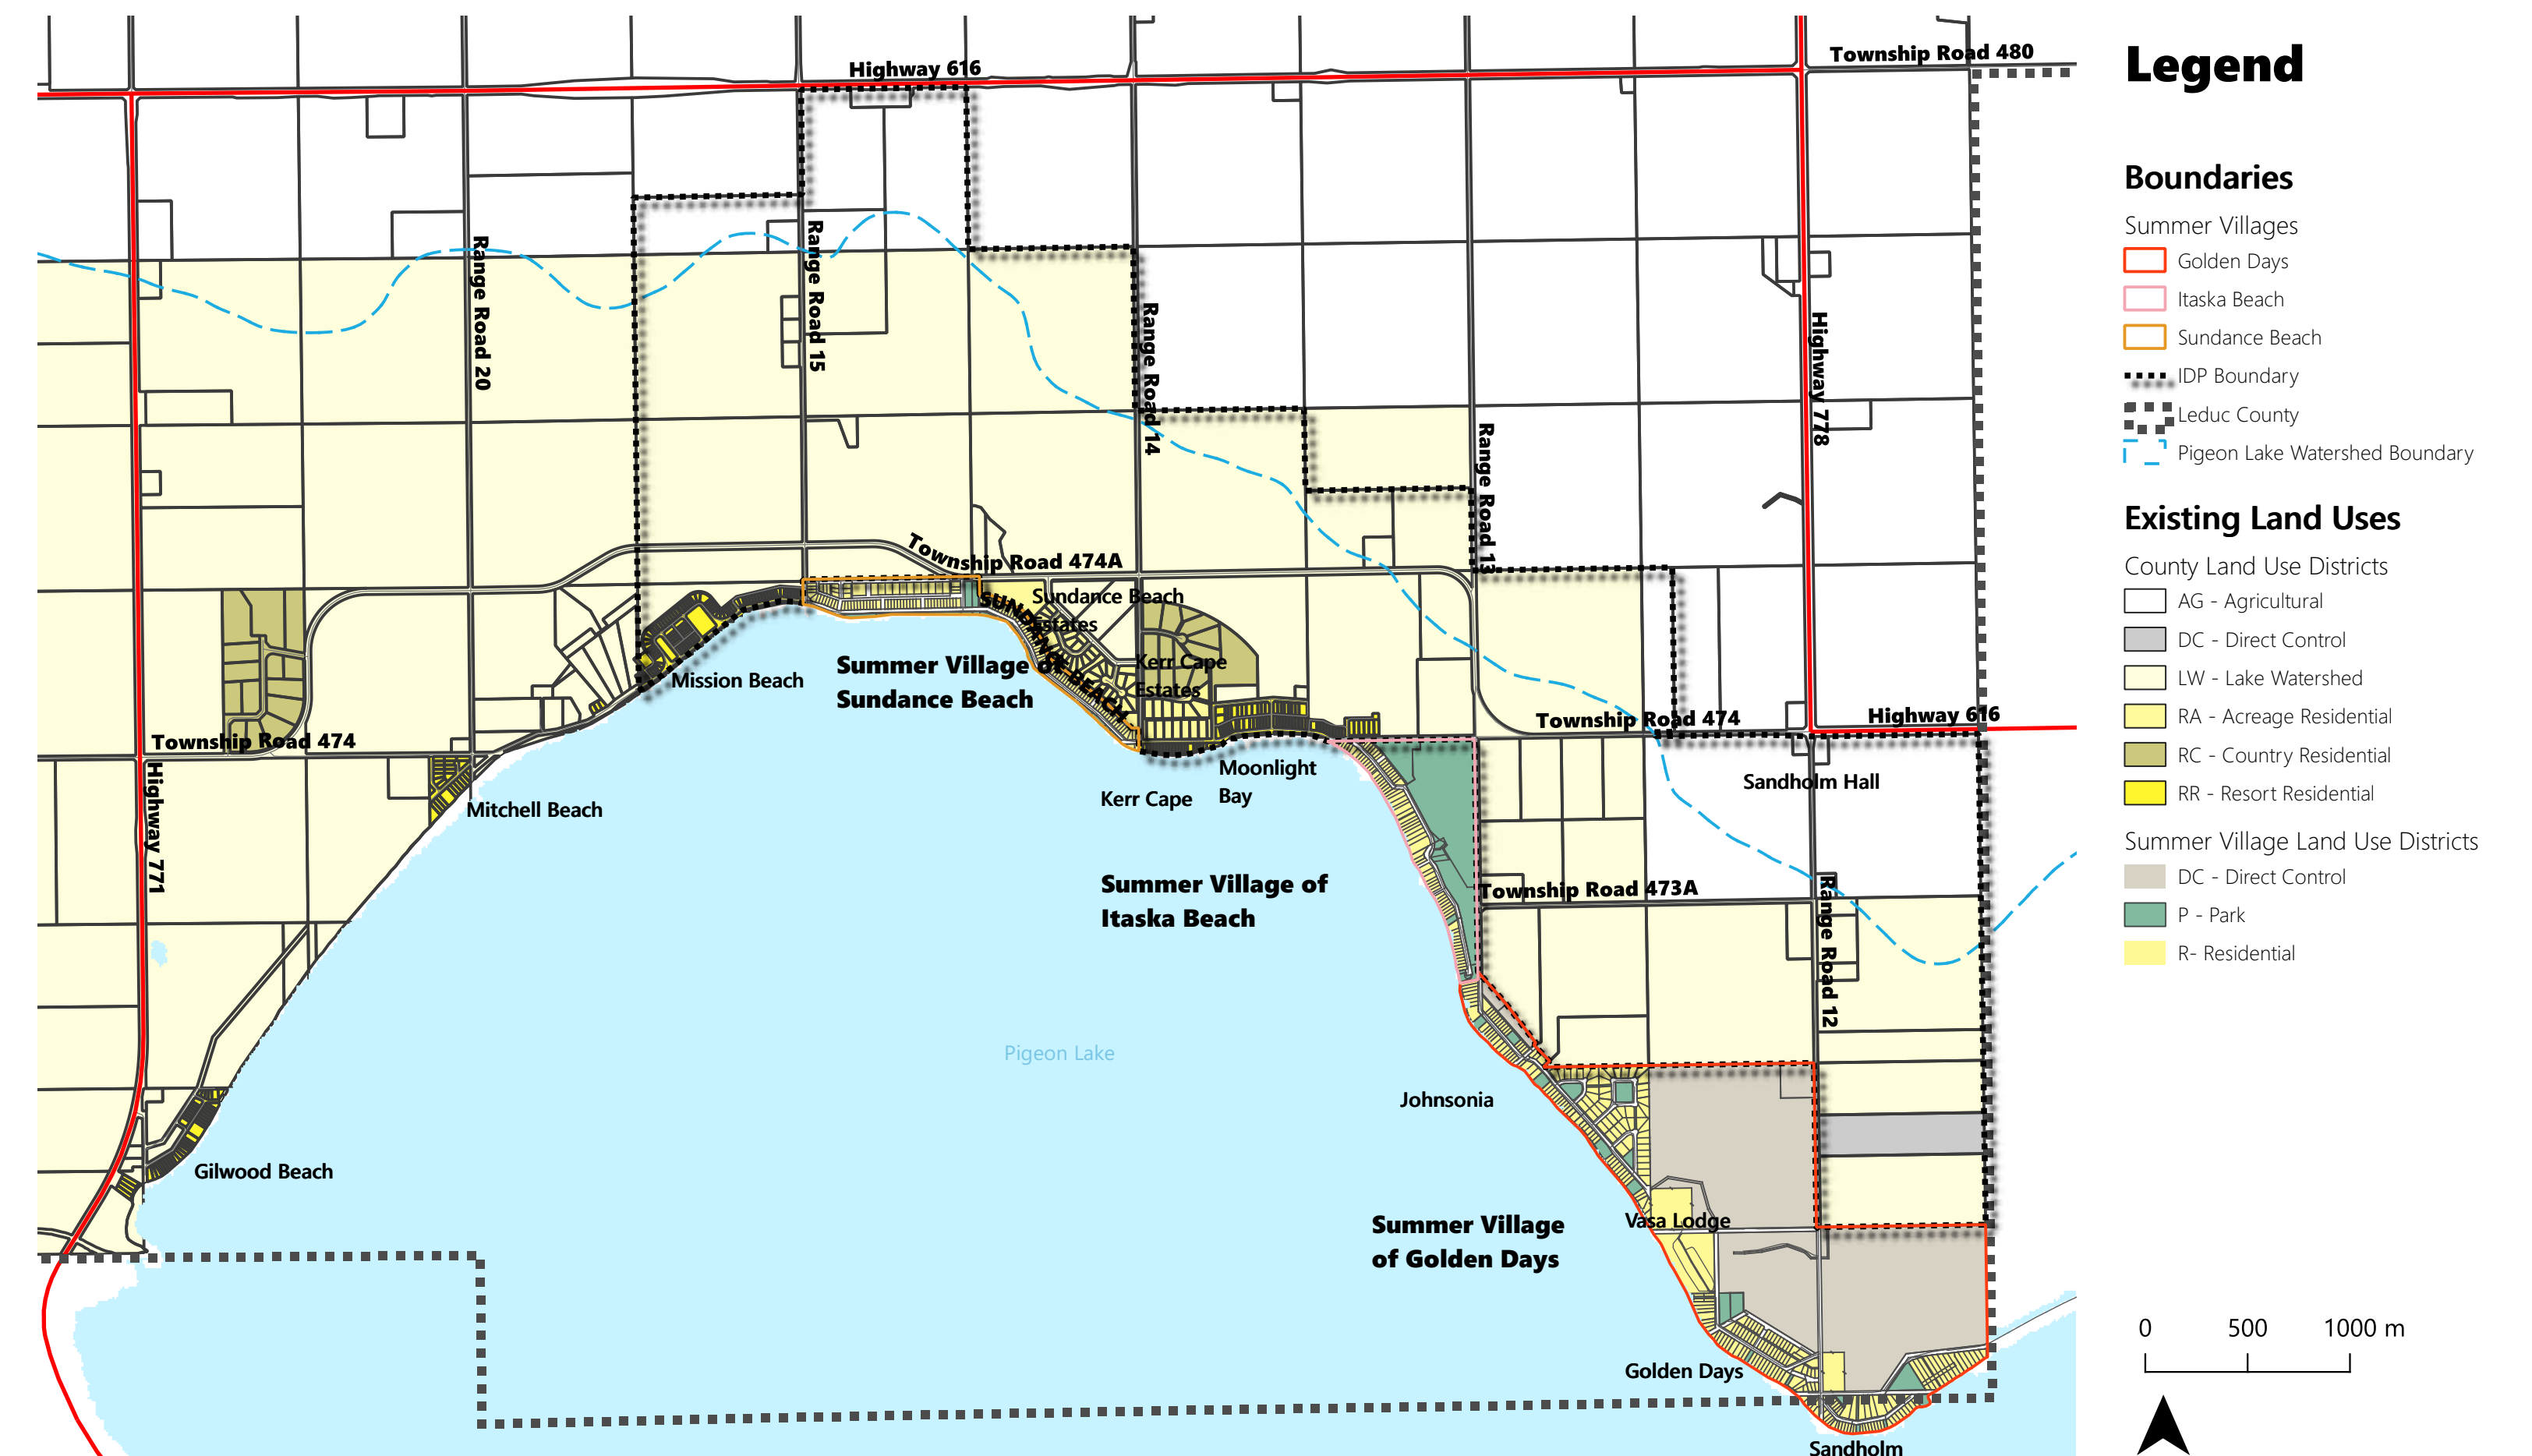 Highway 616
Township Road 480
Range Road 20
Range Road 15
Range Road 14
Range Road 13
Highway 778
Township Road 474A
Sundance Beach
Estates
SUNDANCE BEACH
Kerr Cape
Estates
Mission Beach
Summer Village of
Sundance Beach
Township Road 474
Highway 616
Township Road 474
Highway 771
Mitchell Beach
Kerr Cape
Moonlight
Bay
Sandholm Hall
Summer Village of
Itaska Beach
Township Road 473A
Range Road 12
Pigeon Lake
Johnsonia
Gilwood Beach
Vasa Lodge
Summer Village
of Golden Days
Golden Days
Sandholm
Legend
Boundaries
Summer Villages
Golden Days
Itaska Beach
Sundance Beach
IDP Boundary
Leduc County
Pigeon Lake Watershed Boundary
Existing Land Uses
County Land Use Districts
AG - Agricultural
DC - Direct Control
LW - Lake Watershed
RA - Acreage Residential
RC - Country Residential
RR - Resort Residential
Summer Village Land Use Districts
DC - Direct Control
P - Park
R- Residential
0 500 1000 m